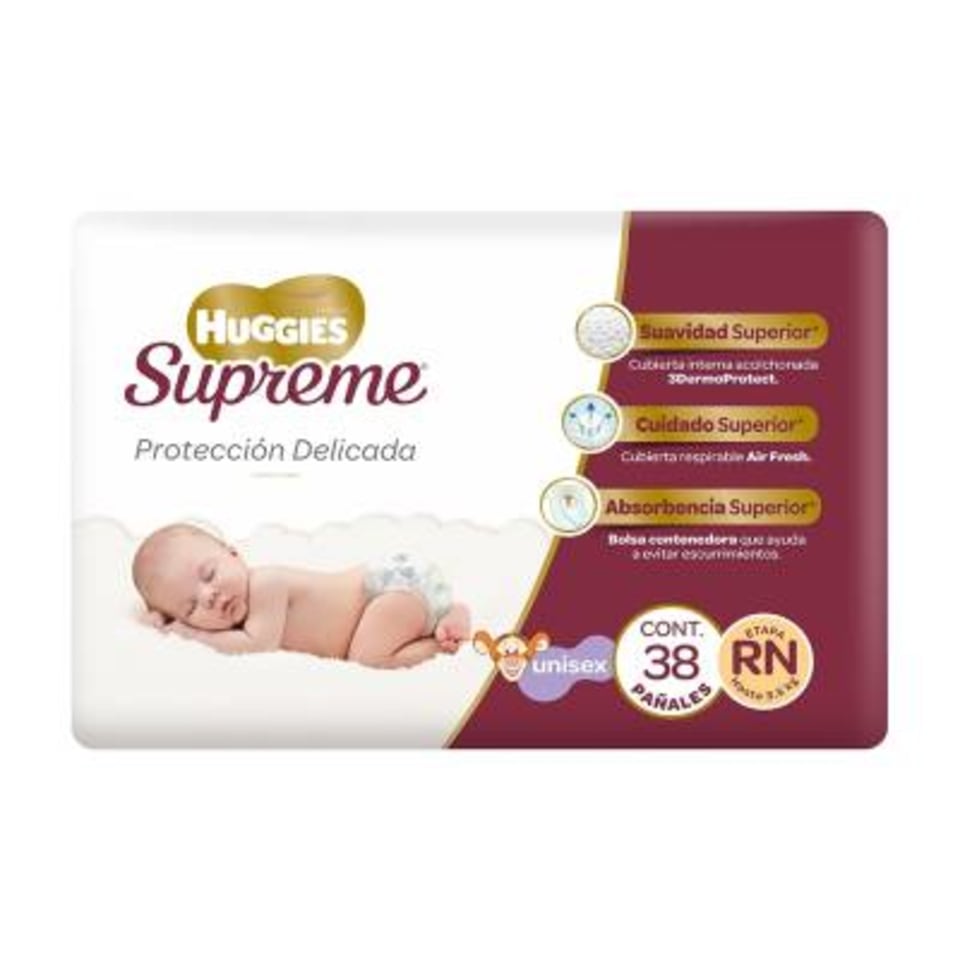 HUGGIES
Supreme
Protección Delicada
Suavidad Superior*
Cubierta interna acolchonada
3DermoProtect.
Cuidado Superior*
Cubierta respirable Air Fresh.
Absorbencia Superior*
Bolsa contenedora que ayuda
a evitar escurrimientos.
unisex
CONT.
38
PAÑALES
ETAPA
RN